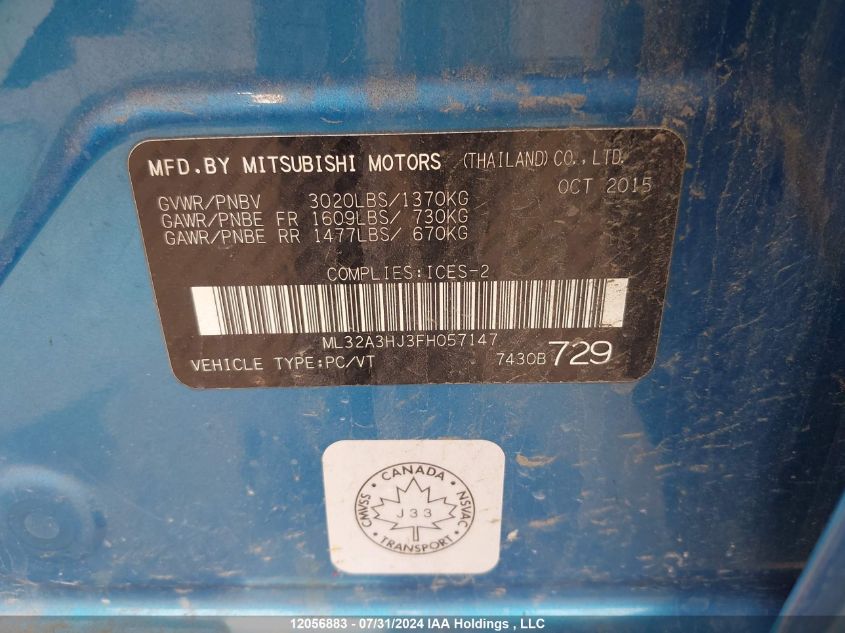 MFD.BY MITSUBISHI MOTORS (THAILAND)CO.,LTD.
OCT 2015
GVWR/PNBV 3020LBS/1370KG
GAWR/PNBE FR 1609LBS/ 730KG
GAWR/PNBE RR 1477LBS/ 670KG
COMPLIES:ICES-2
ML32A3HJ3FH057147
VEHICLE TYPE:PC/VT 7430B 729
CANADA
CMVSS J33 NSVAC
TRANSPORT
12056883 - 07/31/2024 IAA Holdings , LLC